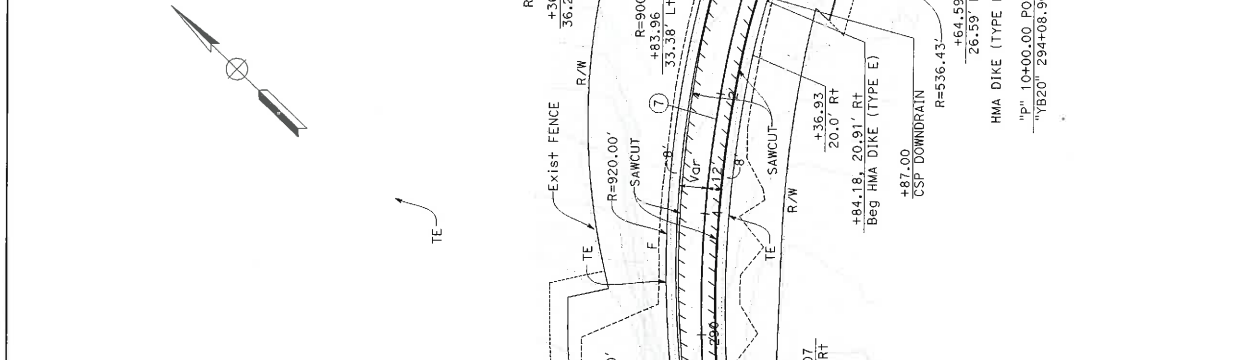 TE
Exist FENCE
R/W
R=920.00'
SAWCUT
TE
F
8'
Var
12'
2'
8'
7
+83.96
33.38' Lt
SAWCUT
TE
R/W
290
+36.93
20.0' Rt
+84.18, 20.91' Rt
Beg HMA DIKE (TYPE E)
+87.00
CSP DOWNDRAIN
R=536.43'
+64.59
26.59'
HMA DIKE (TYPE
"P" 10+00.00
"YB20" 294+08.9
Rt